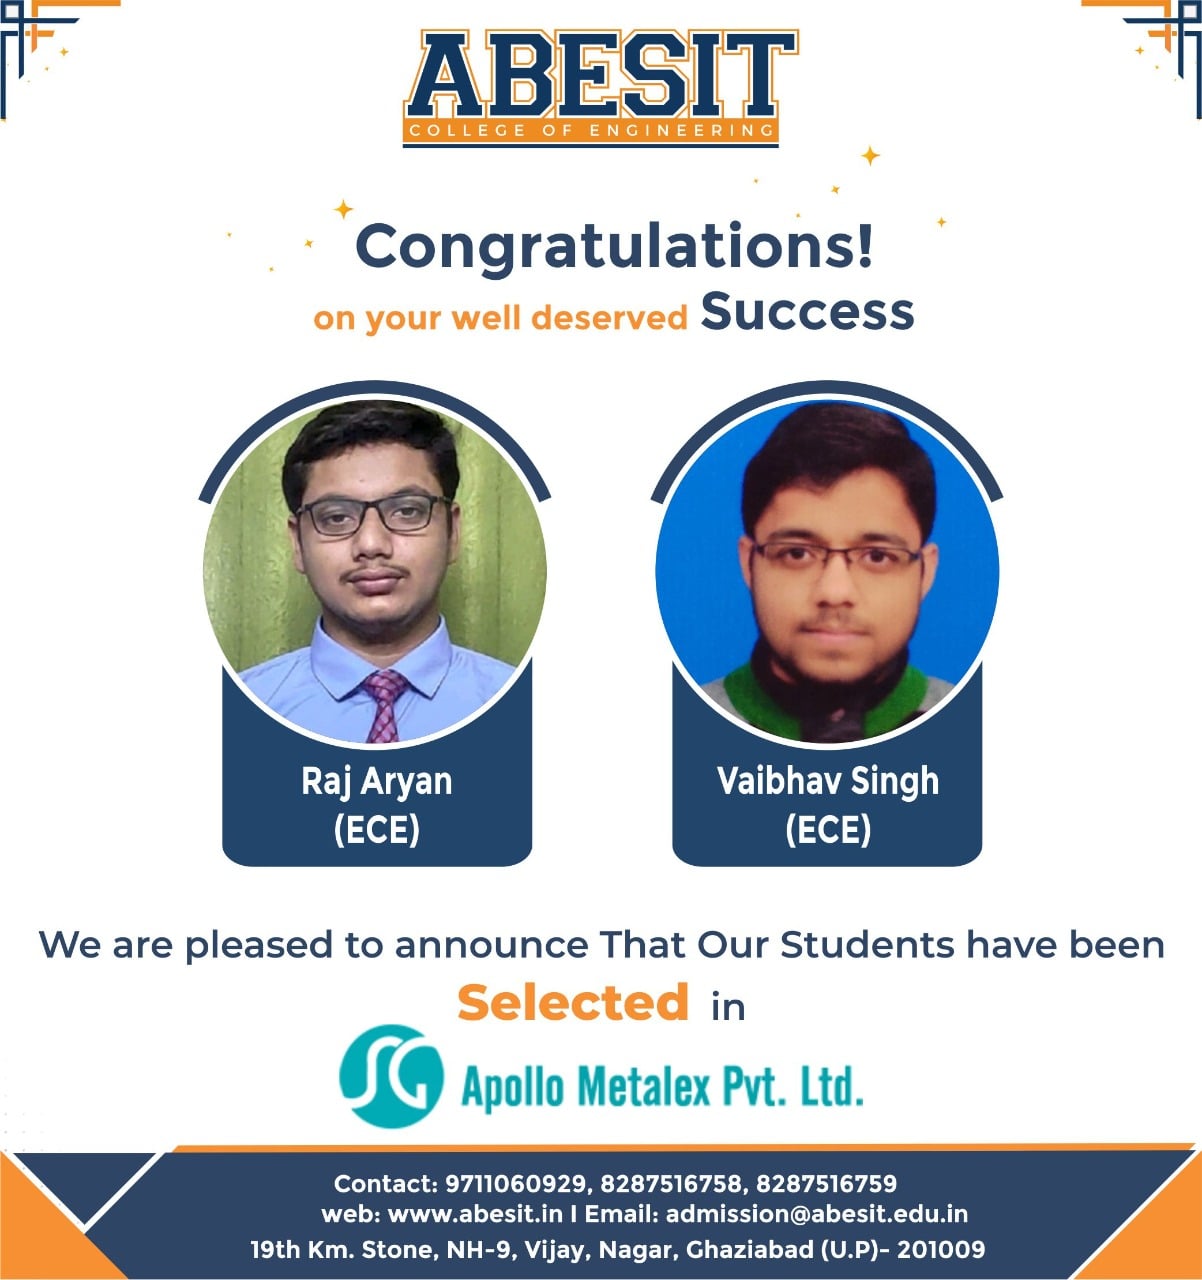 ABESIT
COLLEGE OF ENGINEERING
Congratulations!
on your well deserved Success
Raj Aryan
(ECE)
Vaibhav Singh
(ECE)
We are pleased to announce That Our Students have been
Selected in
SG Apollo Metalex Pvt. Ltd.
Contact: 9711060929, 8287516758, 8287516759
web: www.abesit.in I Email: admission@abesit.edu.in
19th Km. Stone, NH-9, Vijay, Nagar, Ghaziabad (U.P)- 201009